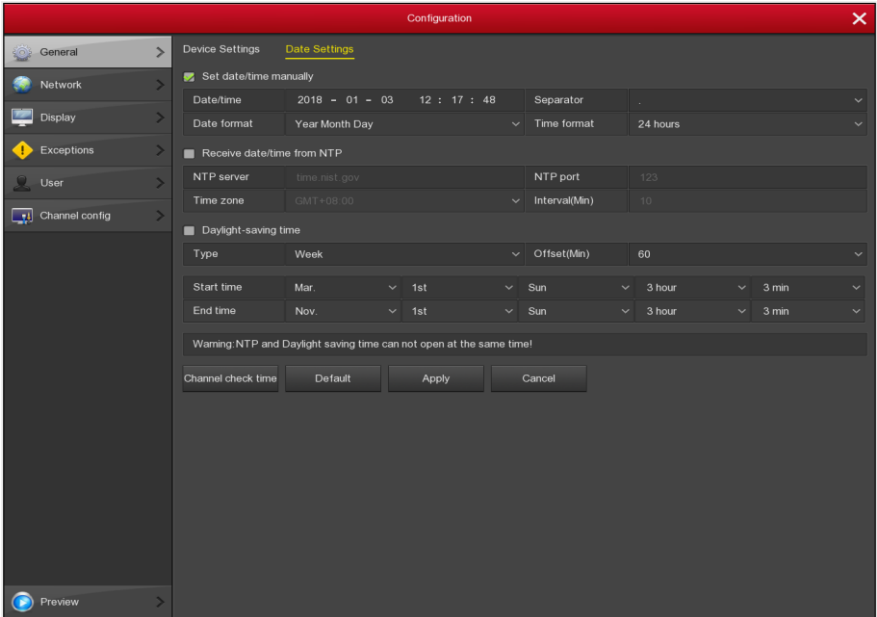 Configuration
General
Device Settings Date Settings
Set date/time manually
Network
Date/time 2018 - 01 - 03 12 : 17 : 48 Separator .
Display
Date format Year Month Day Time format 24 hours
Exceptions
Receive date/time from NTP
NTP server time.nist.gov NTP port 123
User
Time zone GMT+08:00 Interval(Min) 10
Channel config
Daylight-saving time
Type Week Offset(Min) 60
Start time Mar. 1st Sun 3 hour 3 min
End time Nov. 1st Sun 3 hour 3 min
Warning:NTP and Daylight saving time can not open at the same time!
Channel check time Default Apply Cancel
Preview